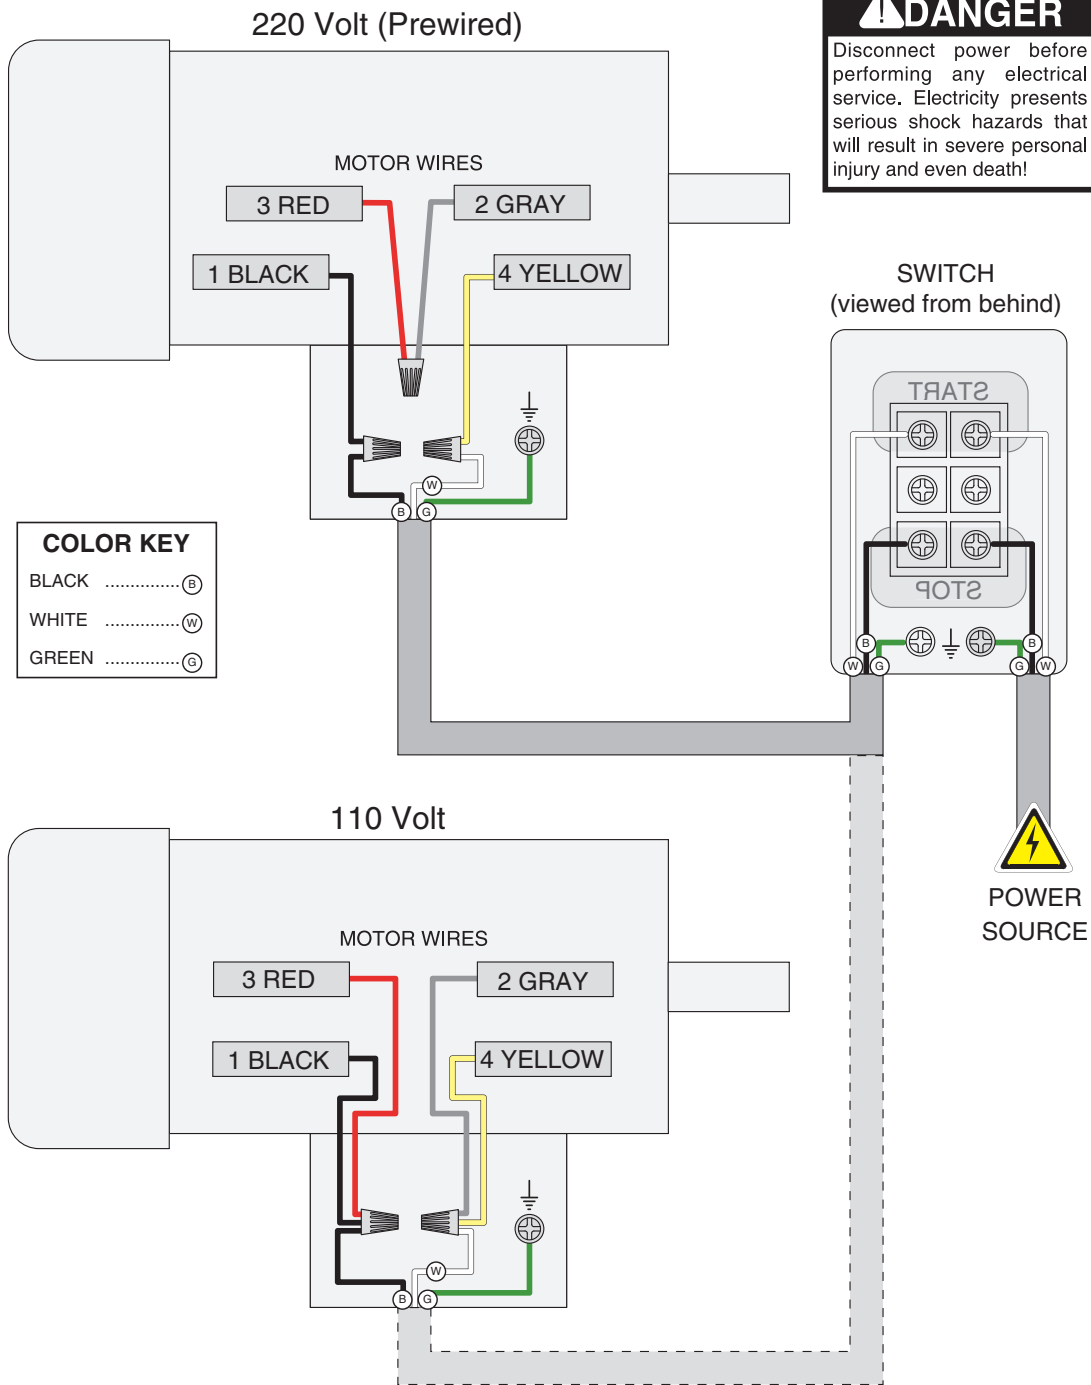 220 Volt (Prewired)
DANGER
Disconnect power before
performing any electrical
service. Electricity presents
serious shock hazards that
will result in severe personal
injury and even death!
MOTOR WIRES
3 RED
2 GRAY
1 BLACK
4 YELLOW
SWITCH
(viewed from behind)
START
STOP
W
B
G
B
W
G
G
B
W
COLOR KEY
BLACK ............... B
WHITE ............... W
GREEN ............... G
POWER
SOURCE
110 Volt
MOTOR WIRES
3 RED
2 GRAY
1 BLACK
4 YELLOW
W
B
G